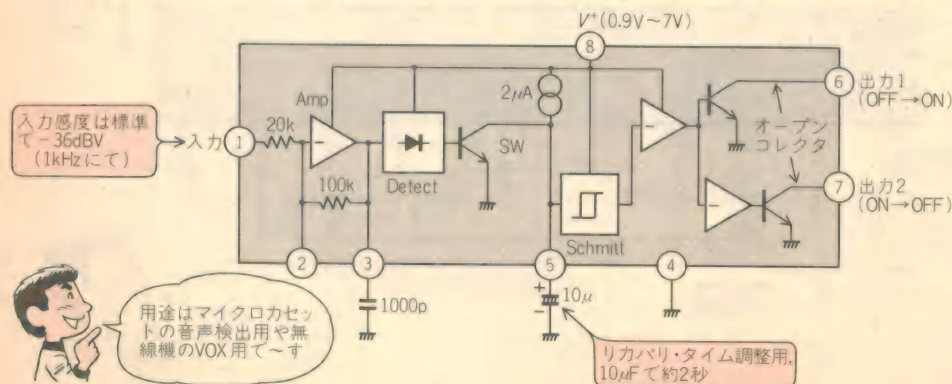 V⁺(0.9V～7V)
8
入力感度は標準
で−36dBV
(1kHzにて)
入力
1
20k
Amp
100k
Detect
SW
2μA
Schmitt
6
出力1
(OFF→ON)
オープン
コレクタ
7
出力2
(ON→OFF)
2
3
5
4
1000p
+
10μ
−
用途はマイクロカセッ
トの音声検出用や無
線機のVOX用で〜す
リカバリ・タイム調整用,
10μFで約2秒